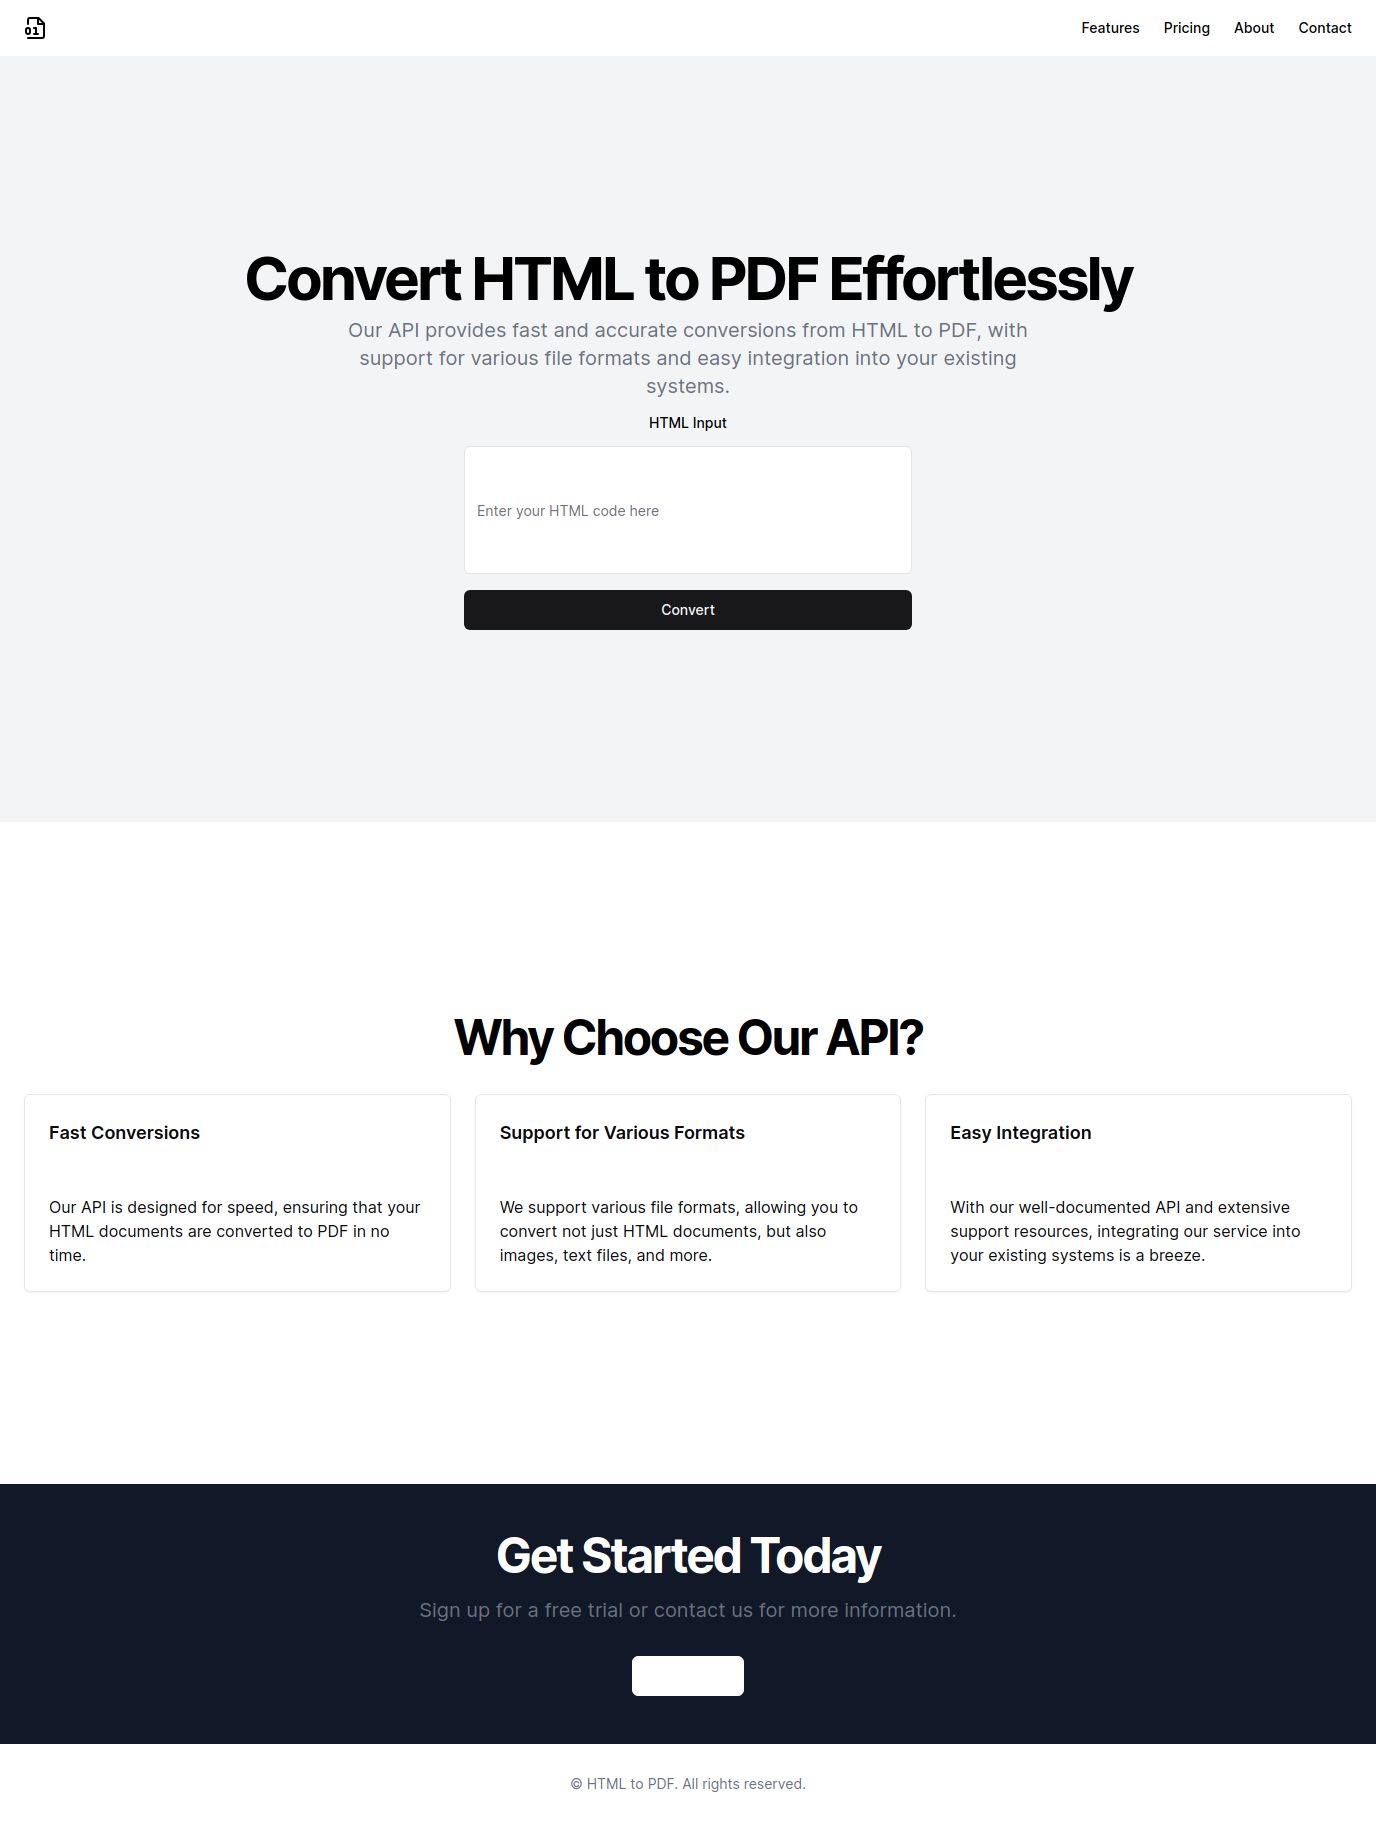 01
Features Pricing About Contact
Convert HTML to PDF Effortlessly
Our API provides fast and accurate conversions from HTML to PDF, with
support for various file formats and easy integration into your existing
systems.
HTML Input
Enter your HTML code here
Convert
Why Choose Our API?
Fast Conversions
Our API is designed for speed, ensuring that your
HTML documents are converted to PDF in no
time.
Support for Various Formats
We support various file formats, allowing you to
convert not just HTML documents, but also
images, text files, and more.
Easy Integration
With our well-documented API and extensive
support resources, integrating our service into
your existing systems is a breeze.
Get Started Today
Sign up for a free trial or contact us for more information.
© HTML to PDF. All rights reserved.